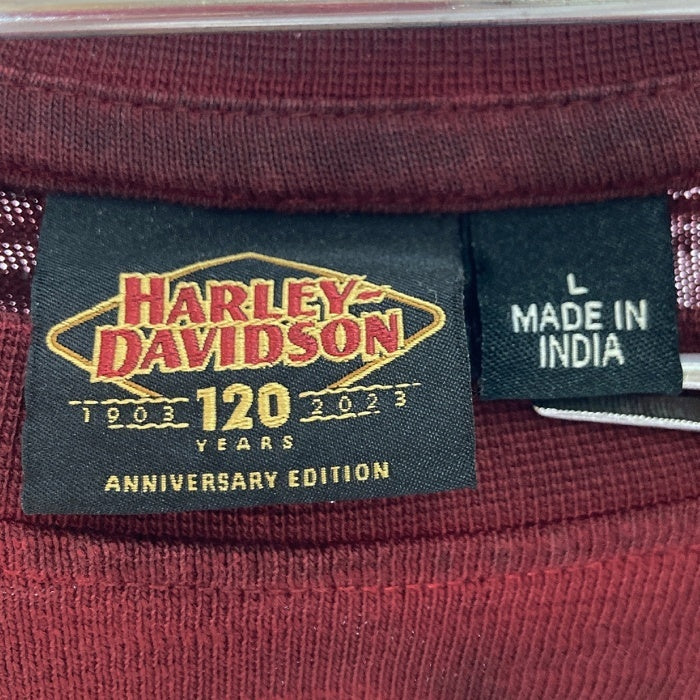 HARLEY-
DAVIDSON
1903 120 2023
YEARS
ANNIVERSARY EDITION
L
MADE IN
INDIA